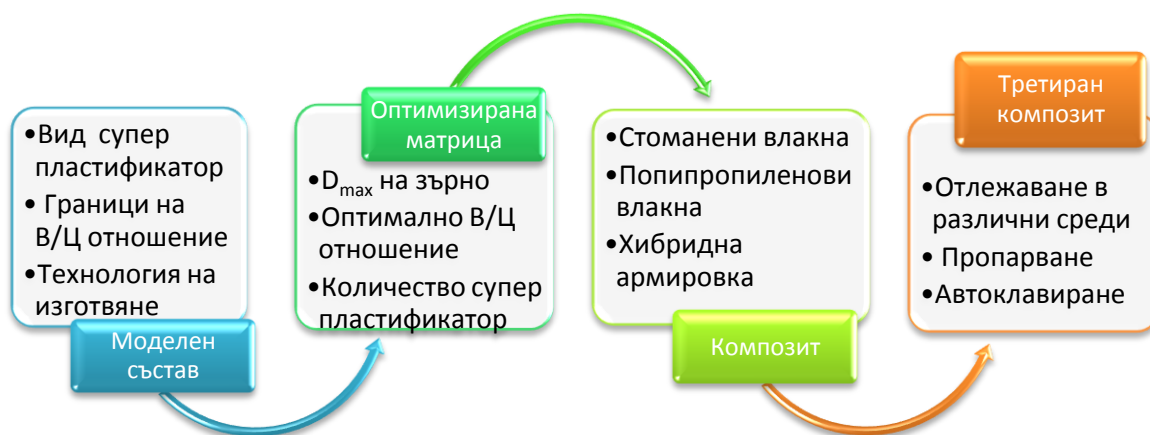 •Вид супер
пластификатор
• Граници на
В/Ц отношение
•Технология на
изготвяне
Моделен
състав
Оптимизирана
матрица
•Dmax на зърно
•Оптимално В/Ц
отношение
•Количество супер
пластификатор
•Стоманени влакна
•Попипропиленови
влакна
•Хибридна
армировка
Композит
Третиран
композит
•Отлежаване в
различни среди
• Пропарване
•Автоклавиране